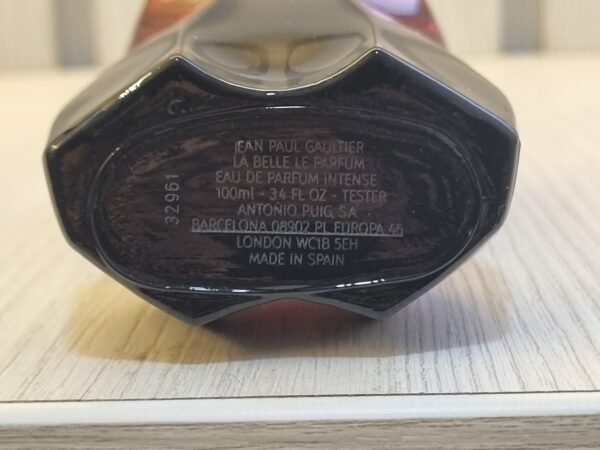 JEAN PAUL GAULTIER
LA BELLE LE PARFUM
EAU DE PARFUM INTENSE
100ml - 3.4 FL OZ - TESTER
ANTONIO PUIG, SA
BARCELONA 08902 PL EUROPA 46
LONDON WC1B 5EH
MADE IN SPAIN
32961